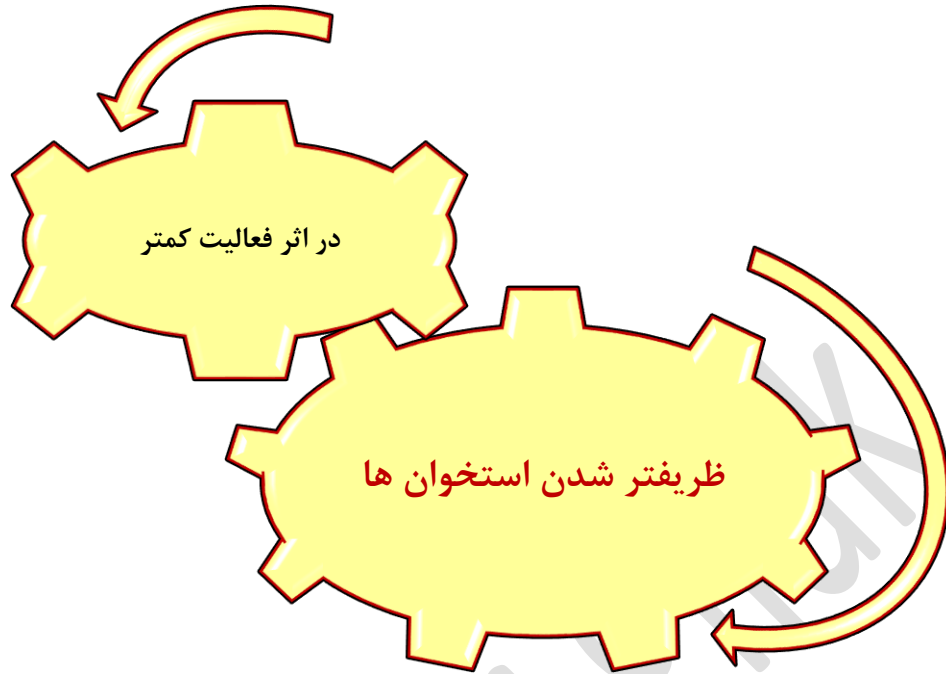 در اثر فعالیت کمتر
ظریفتر شدن استخوان ها